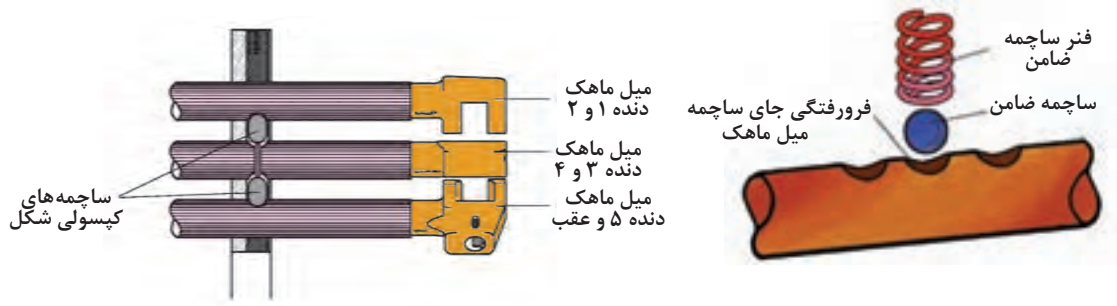 فنر ساچمه
ضامن
ساچمه ضامن
فرورفتگی جای ساچمه
میل ماهک
میل ماهک
دنده ۱ و ۲
میل ماهک
دنده ۳ و ۴
میل ماهک
دنده ۵ و عقب
ساچمه‌های
کپسولی شکل